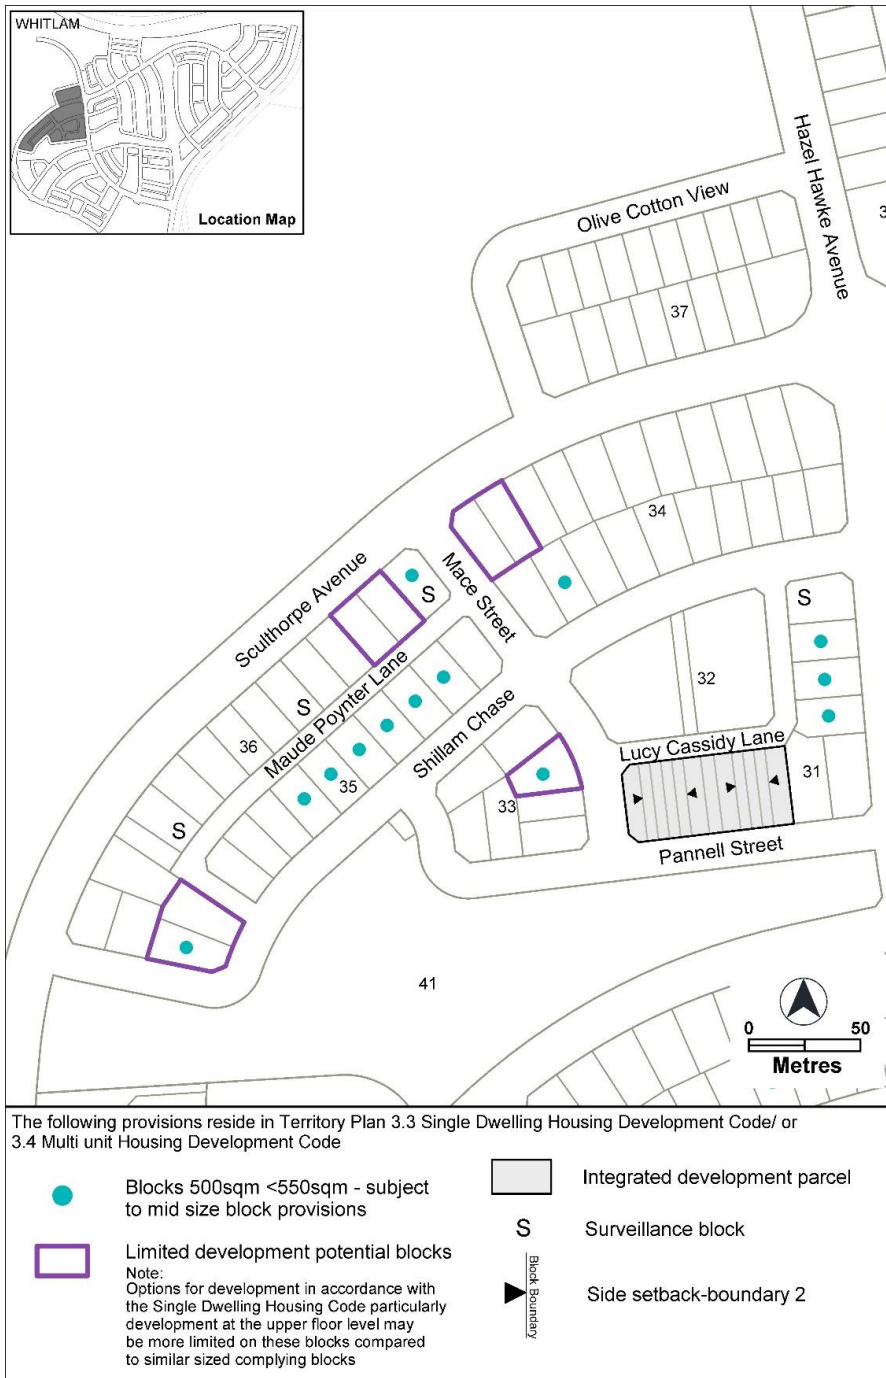 WHITLAM
Location Map
Hazel Hawke Avenue
Olive Cotton View
37
34
Sculthorpe Avenue
Mace Street
S
S
32
Maude Poynter Lane
S
36
Shillam Chase
Lucy Cassidy Lane
31
35
33
S
Pannell Street
41
0 50
Metres
The following provisions reside in Territory Plan 3.3 Single Dwelling Housing Development Code/ or
3.4 Multi unit Housing Development Code
Blocks 500sqm <550sqm - subject
to mid size block provisions
Limited development potential blocks
Note:
Options for development in accordance with
the Single Dwelling Housing Code particularly
development at the upper floor level may
be more limited on these blocks compared
to similar sized complying blocks
Integrated development parcel
S
Surveillance block
Block Boundary
Side setback-boundary 2